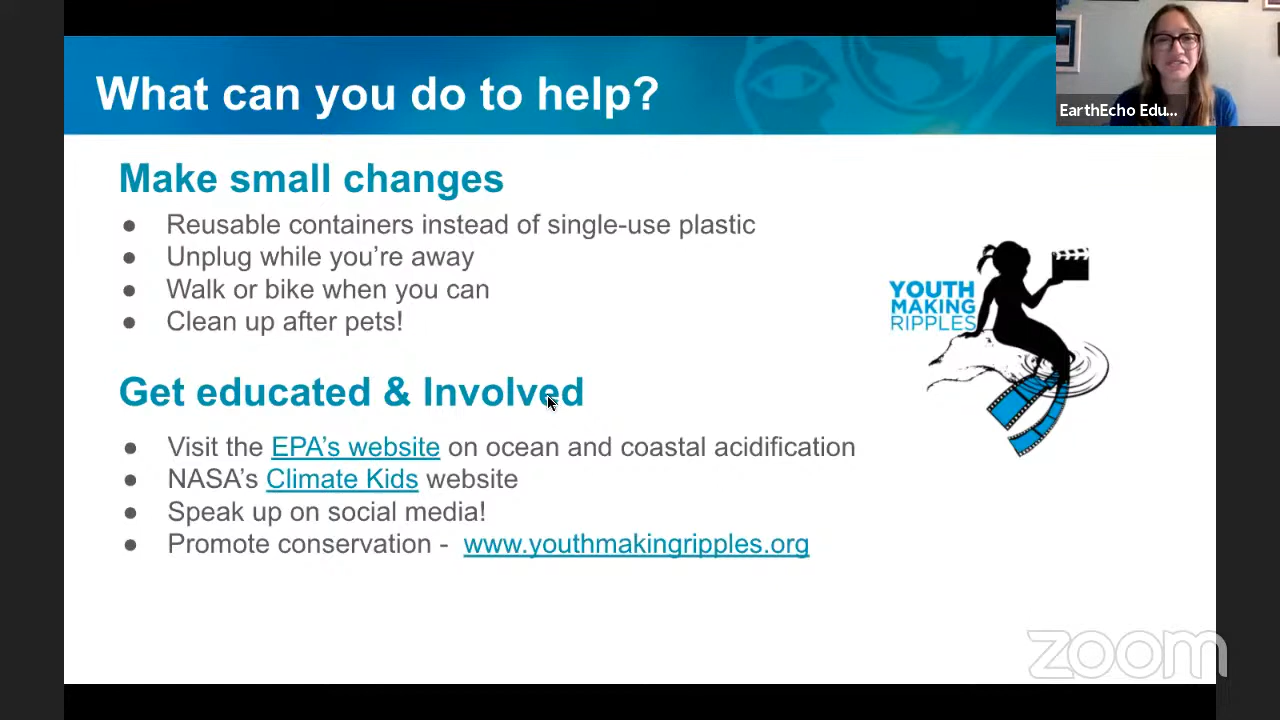 What can you do to help?
EarthEcho Edu...
Make small changes
● Reusable containers instead of single-use plastic
● Unplug while you're away
● Walk or bike when you can
● Clean up after pets!
YOUTH
MAKING
RIPPLES
Get educated & Involved
● Visit the EPA's website on ocean and coastal acidification
● NASA's Climate Kids website
● Speak up on social media!
● Promote conservation - www.youthmakingripples.org
zoom